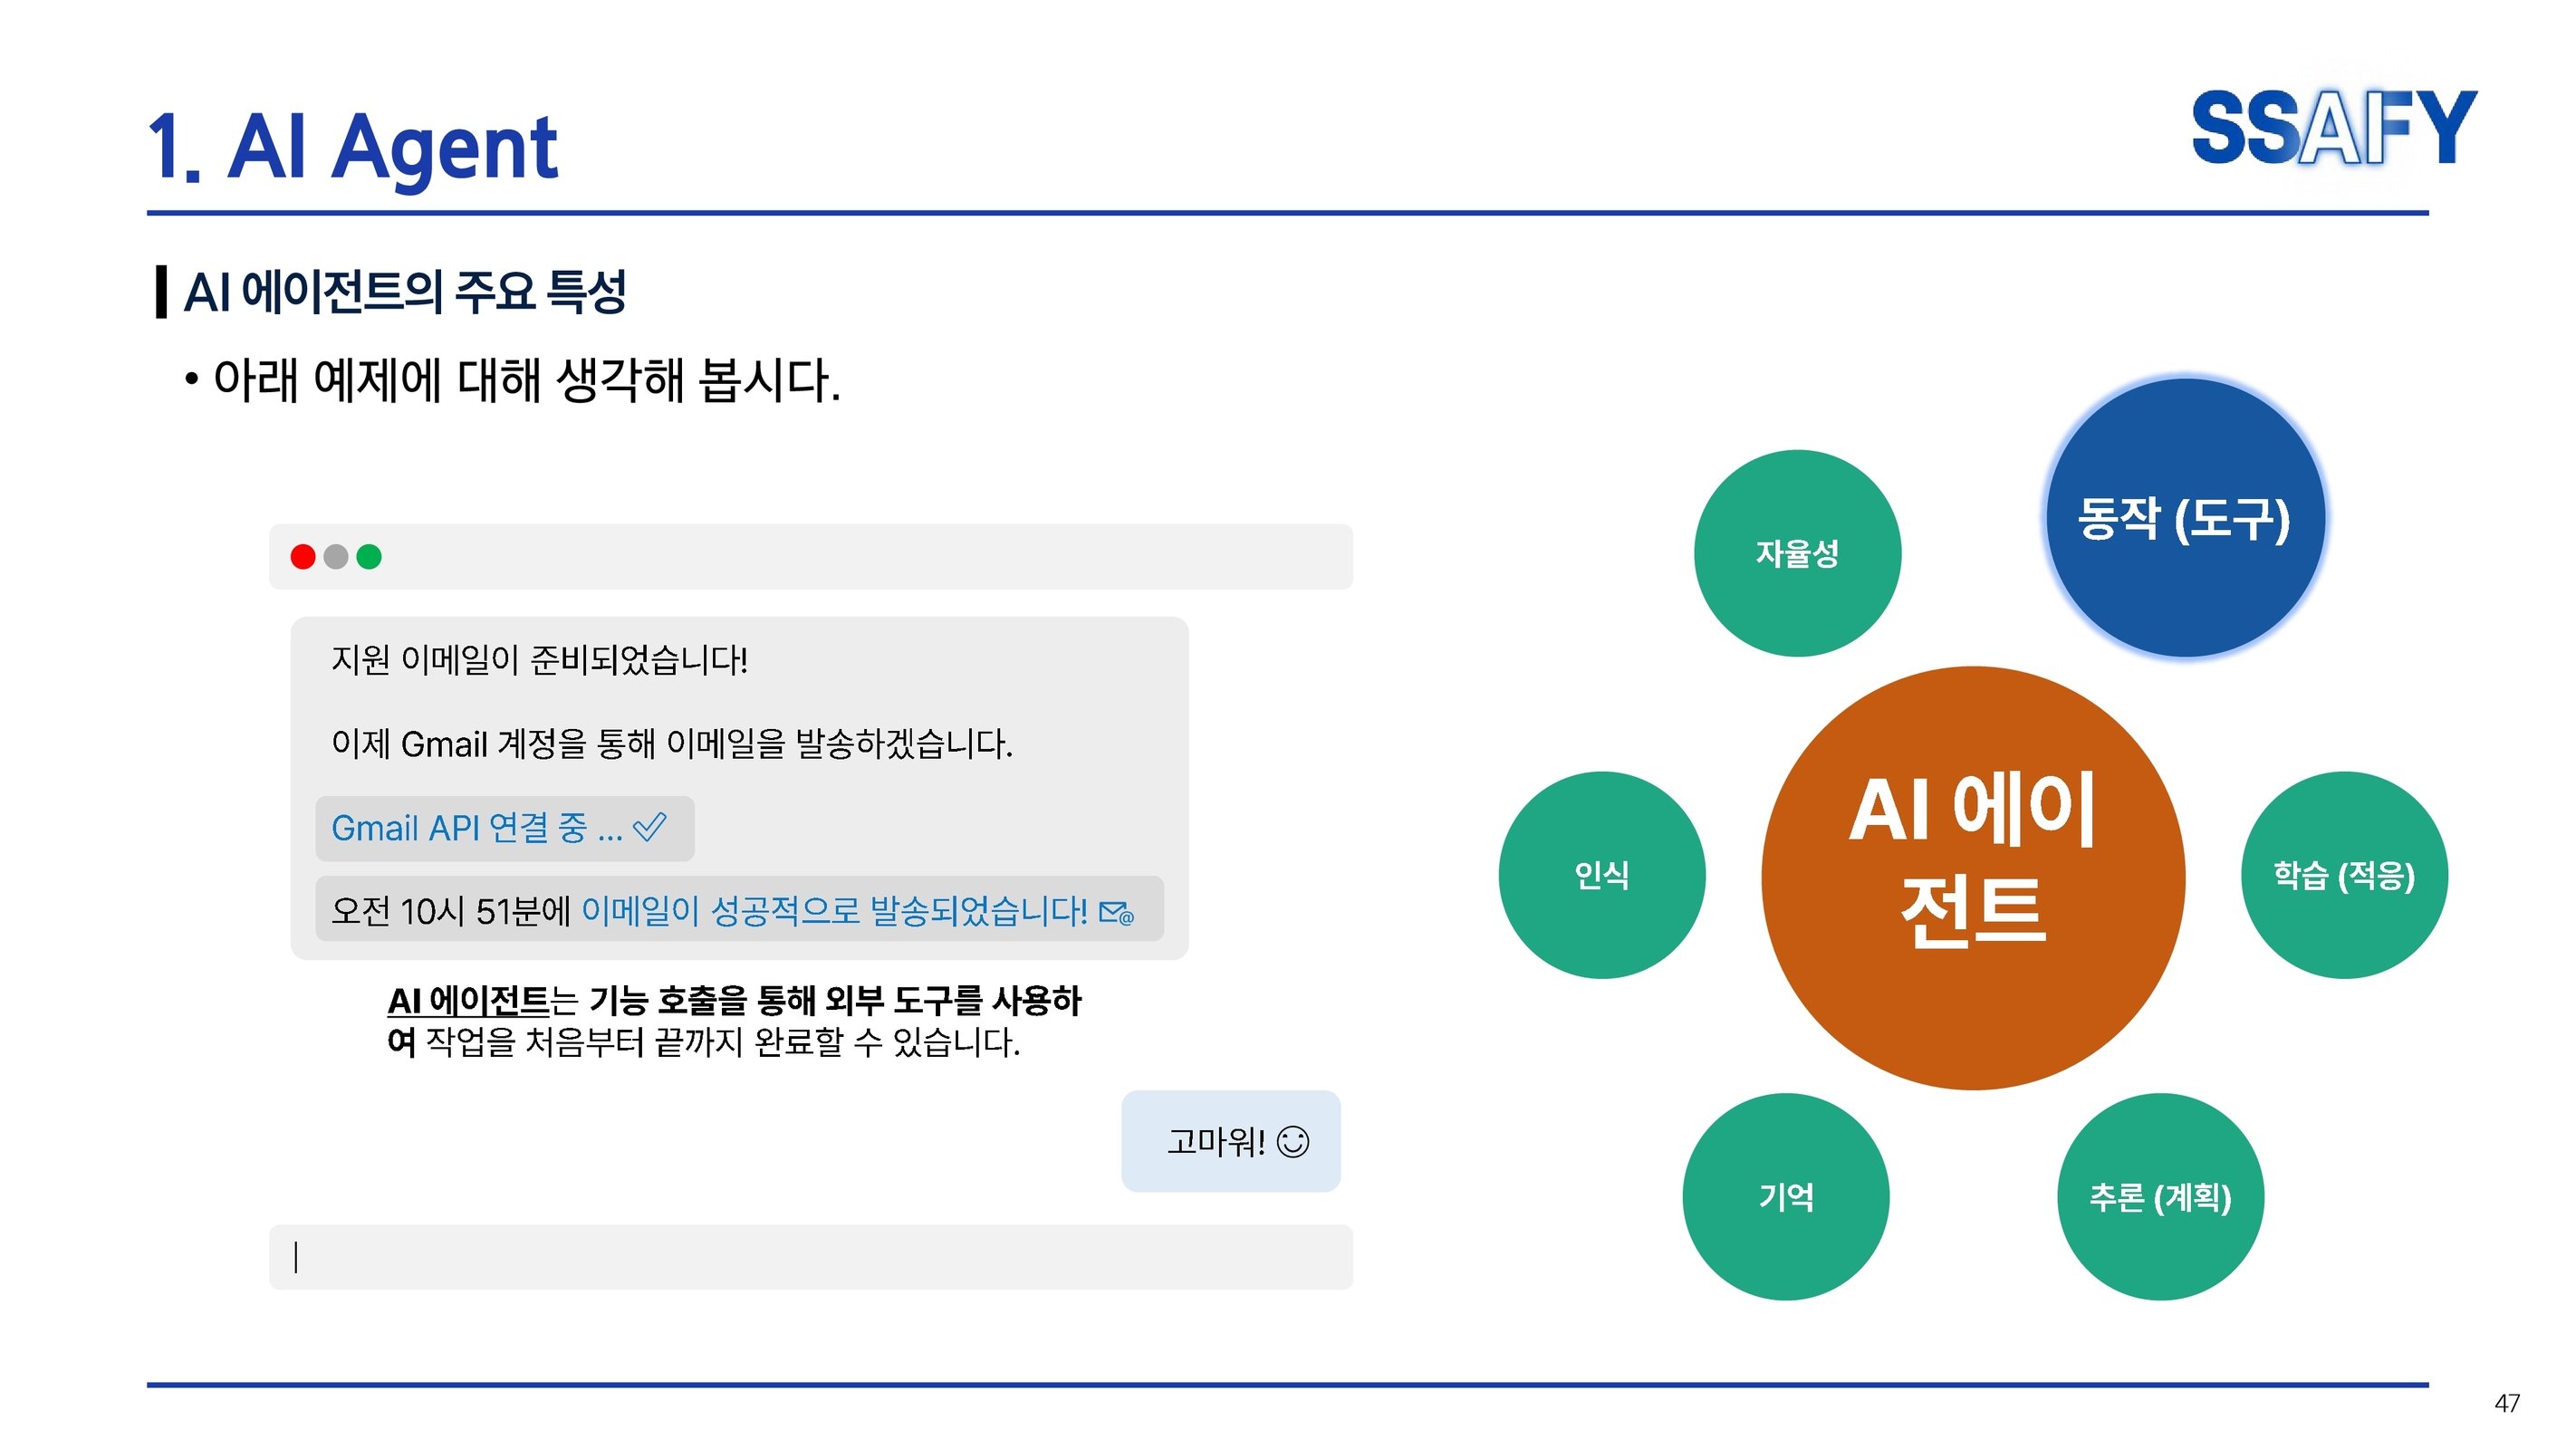 1. AI Agent
SSAFY
AI 에이전트의 주요 특성
• 아래 예제에 대해 생각해 봅시다.
지원 이메일이 준비되었습니다!
이제 Gmail 계정을 통해 이메일을 발송하겠습니다.
Gmail API 연결 중 ...
오전 10시 51분에 이메일이 성공적으로 발송되었습니다!
AI 에이전트는 기능 호출을 통해 외부 도구를 사용하
여 작업을 처음부터 끝까지 완료할 수 있습니다.
고마워!
동작 (도구)
자율성
AI 에이
전트
인식
학습 (적응)
기억
추론 (계획)
47